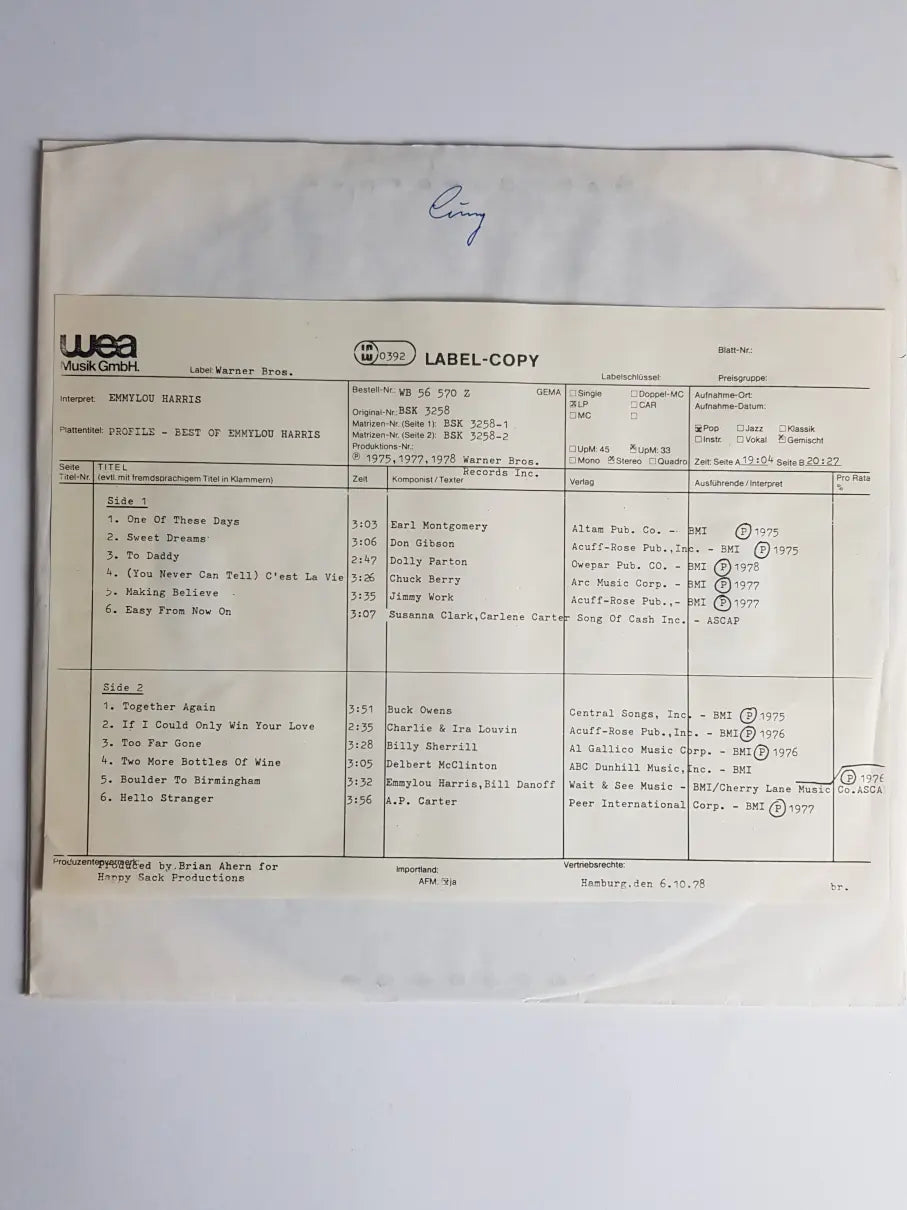 wea
Musik GmbH.
Label: Warner Bros.
0392
LABEL-COPY
Blatt-Nr.:
Labelschlüssel:
Preisgruppe:
Interpret: EMMYLOU HARRIS
Plattentitel: PROFILE - BEST OF EMMYLOU HARRIS
Bestell-Nr.: WB 56 570 Z GEMA
Original-Nr. BSK 3258
Matrizen-Nr. (Seite 1): BSK 3258-1
Matrizen-Nr. (Seite 2): BSK 3258-2
Produktions-Nr.:
℗ 1975,1977,1978 Warner Bros.
Records Inc.
Single Doppel-MC
LP CAR
MC
UpM: 45 UpM: 33
Mono Stereo Quadro
Aufnahme-Ort:
Aufnahme-Datum:
Pop Jazz Klassik
Instr. Vokal Gemischt
Zeit: Seite A 19:04 Seite B 20:27
Seite
Titel-Nr.
TITEL
(evtl. mit fremdsprachigem Titel in Klammern)
Zeit
Komponist / Texter
Verlag
Ausführende / Interpret
Pro Rata
%
Side 1
1. One Of These Days 3:03 Earl Montgomery Altam Pub. Co. - BMI ℗ 1975
2. Sweet Dreams 3:06 Don Gibson Acuff-Rose Pub.,Inc. - BMI ℗ 1975
3. To Daddy 2:47 Dolly Parton Owepar Pub. CO. - BMI ℗ 1978
4. (You Never Can Tell) C'est La Vie 3:26 Chuck Berry Arc Music Corp. - BMI ℗ 1977
5. Making Believe 3:35 Jimmy Work Acuff-Rose Pub.,- BMI ℗ 1977
6. Easy From Now On 3:07 Susanna Clark,Carlene Carter Song Of Cash Inc. - ASCAP
Side 2
1. Together Again 3:51 Buck Owens Central Songs, Inc. - BMI ℗ 1975
2. If I Could Only Win Your Love 2:35 Charlie & Ira Louvin Acuff-Rose Pub.,Inc. - BMI ℗ 1976
3. Too Far Gone 3:28 Billy Sherrill Al Gallico Music Corp. - BMI ℗ 1976
4. Two More Bottles Of Wine 3:05 Delbert McClinton ABC Dunhill Music,Inc. - BMI
5. Boulder To Birmingham 3:32 Emmylou Harris,Bill Danoff Wait & See Music - BMI/Cherry Lane Music Co.ASCA ℗ 1976
6. Hello Stranger 3:56 A.P. Carter Peer International Corp. - BMI ℗ 1977
Produzentenvermerk:
Produced by Brian Ahern for
Happy Sack Productions
Importland:
AFM. ja
Vertriebsrechte:
Hamburg,den 6.10.78
br.